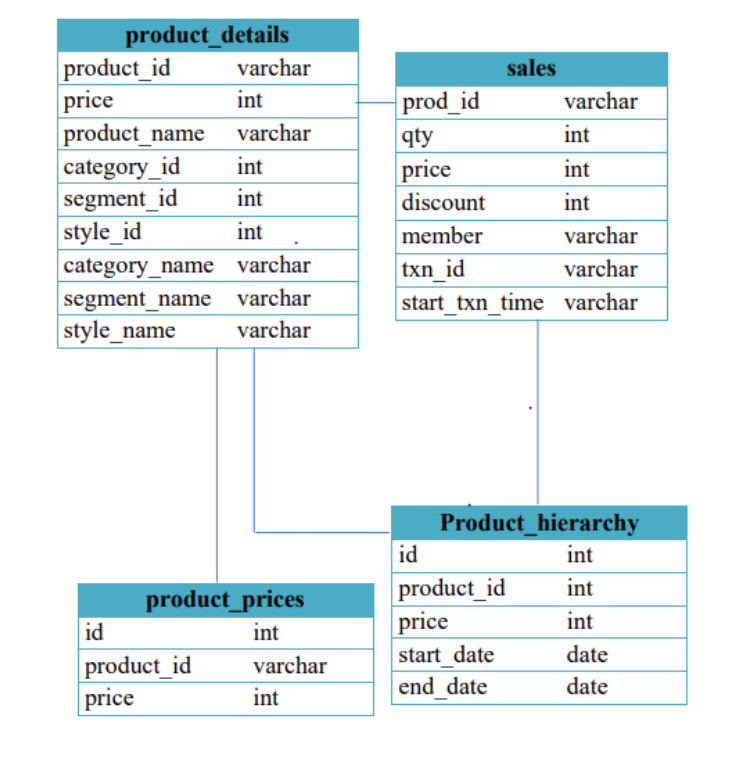 product_details
product_id varchar
price int
product_name varchar
category_id int
segment_id int
style_id int
category_name varchar
segment_name varchar
style_name varchar
sales
prod_id varchar
qty int
price int
discount int
member varchar
txn_id varchar
start_txn_time varchar
product_prices
id int
product_id varchar
price int
Product_hierarchy
id int
product_id int
price int
start_date date
end_date date